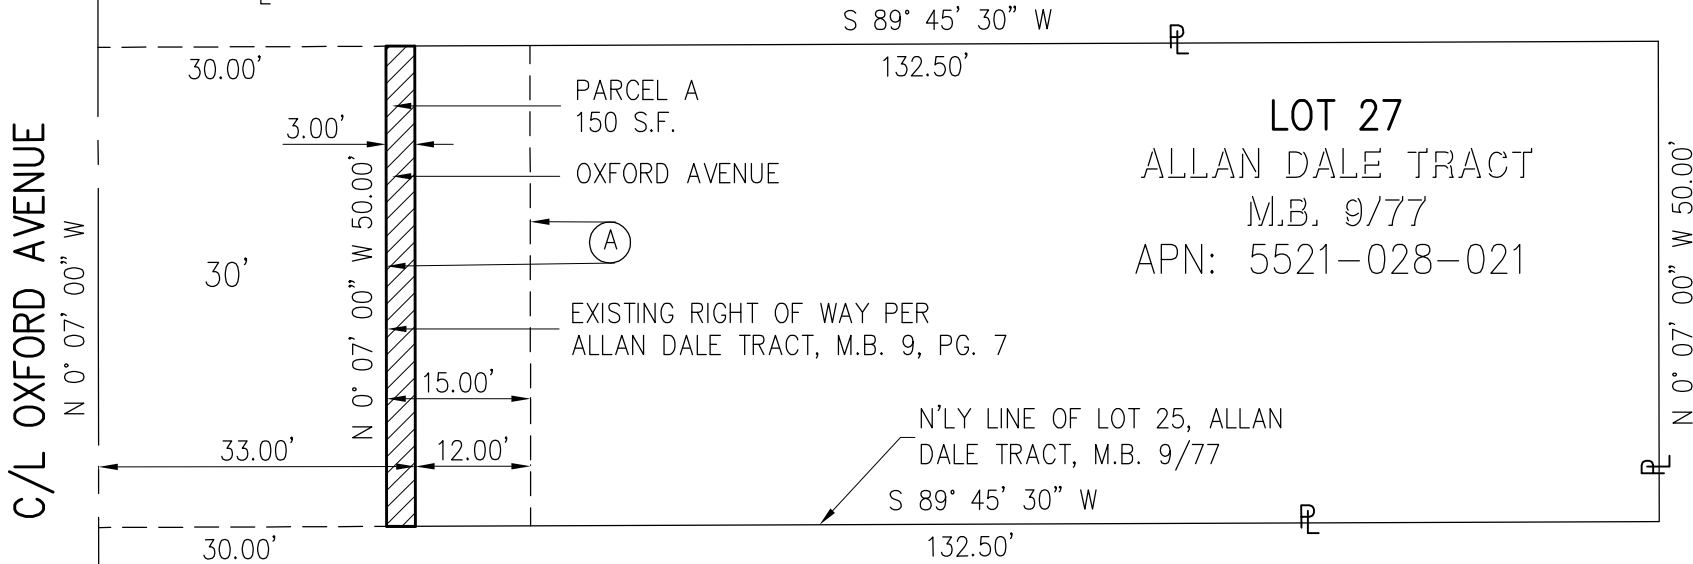 S 89° 45' 30" W
PL
30.00'
132.50'
PARCEL A
150 S.F.
LOT 27
3.00'
ALLAN DALE TRACT
OXFORD AVENUE
M.B. 9/77
A
APN: 5521-028-021
C/L OXFORD AVENUE
N 0° 07' 00" W
30'
N 0° 07' 00" W 50.00'
N 0° 07' 00" W 50.00'
EXISTING RIGHT OF WAY PER
ALLAN DALE TRACT, M.B. 9, PG. 7
15.00'
N'LY LINE OF LOT 25, ALLAN
DALE TRACT, M.B. 9/77
33.00'
12.00'
PL
S 89° 45' 30" W
PL
30.00'
132.50'